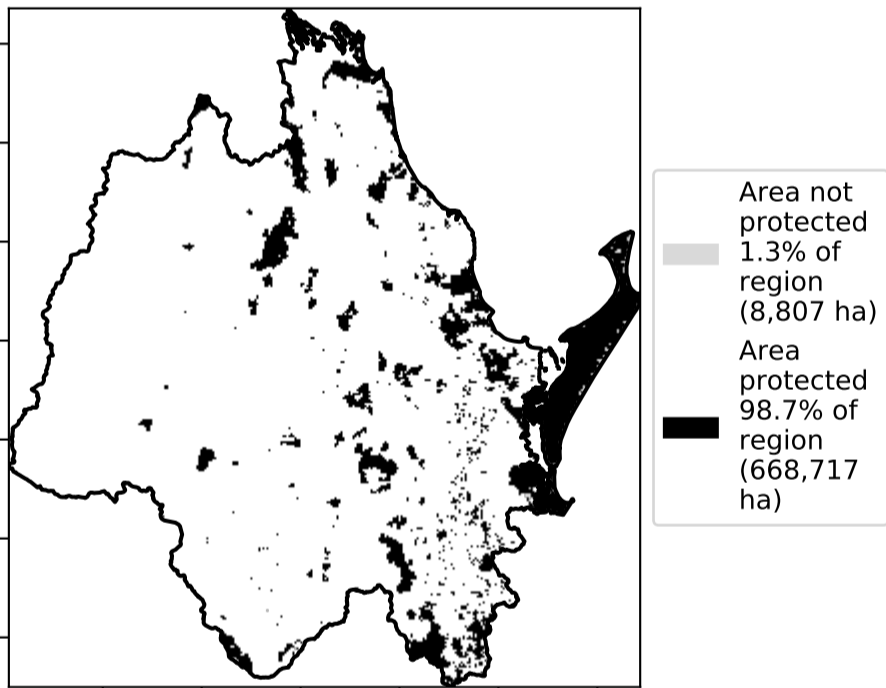 Area not
protected
1.3% of
region
(8,807 ha)
Area
protected
98.7% of
region
(668,717
ha)